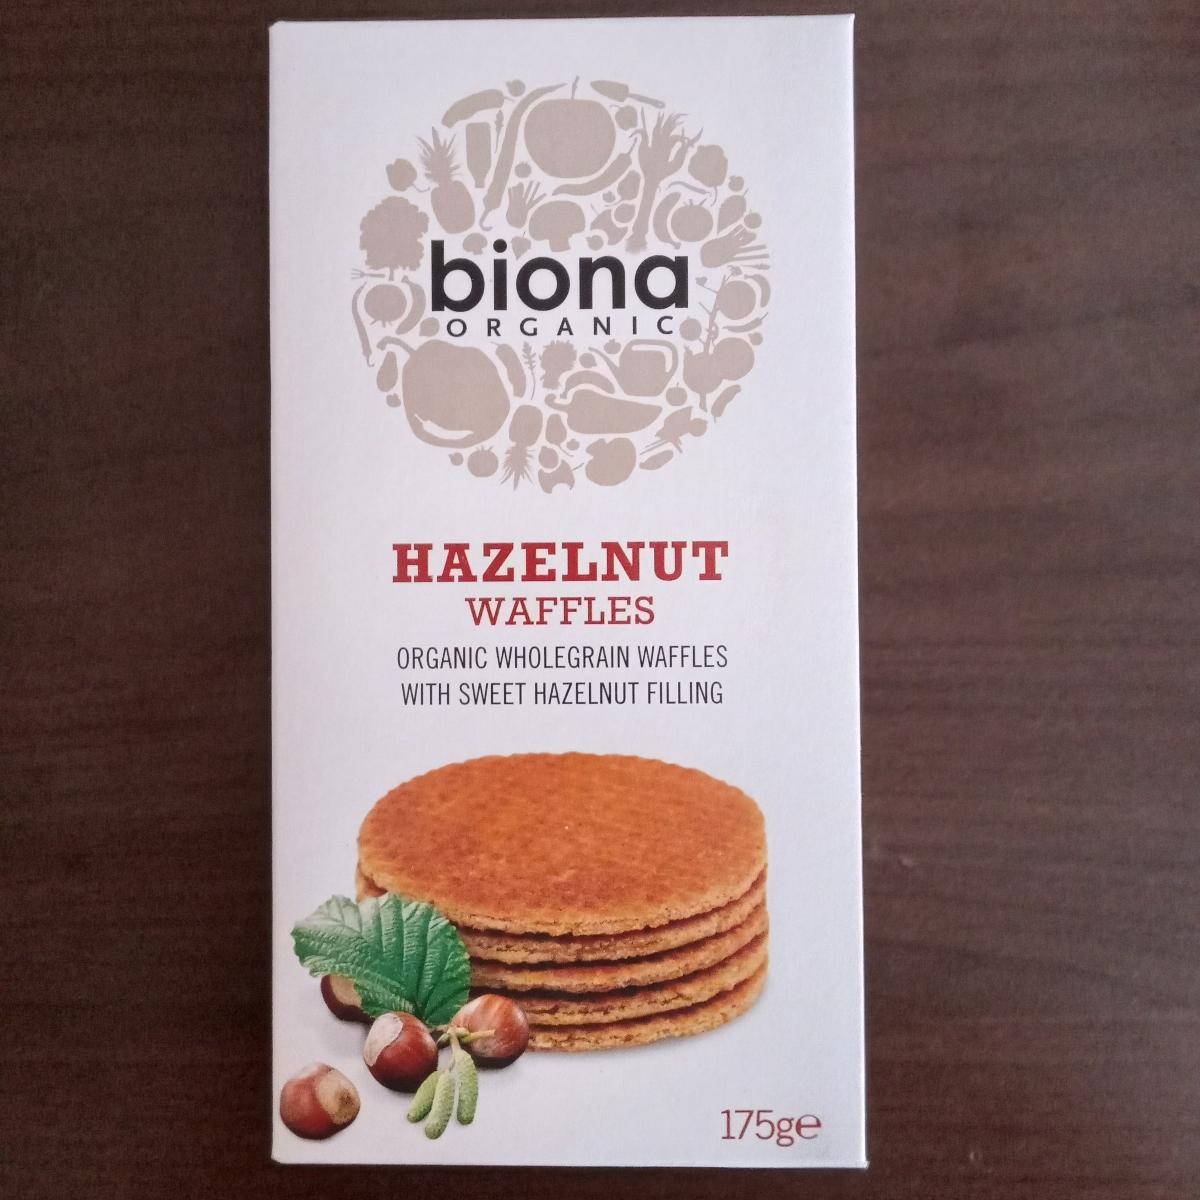 biona
ORGANIC
HAZELNUT
WAFFLES
ORGANIC WHOLEGRAIN WAFFLES
WITH SWEET HAZELNUT FILLING
175g℮